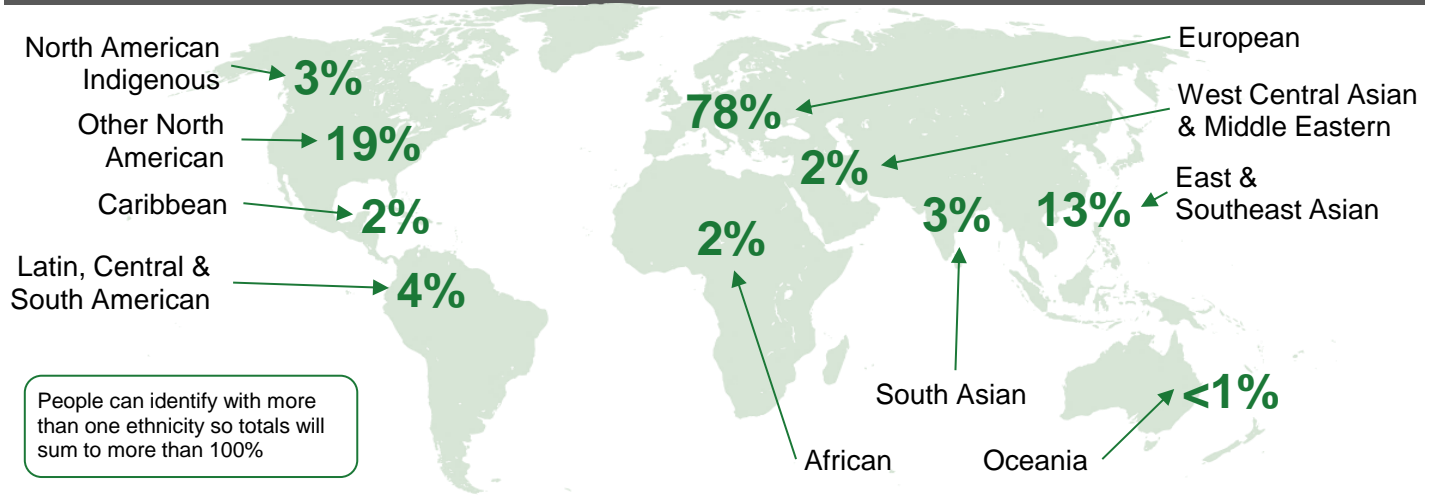 North American
Indigenous
3%
Other North
American
19%
Caribbean
2%
Latin, Central &
South American
4%
European
78%
West Central Asian
& Middle Eastern
2%
East &
Southeast Asian
13%
3%
South Asian
2%
African
<1%
Oceania
People can identify with more
than one ethnicity so totals will
sum to more than 100%